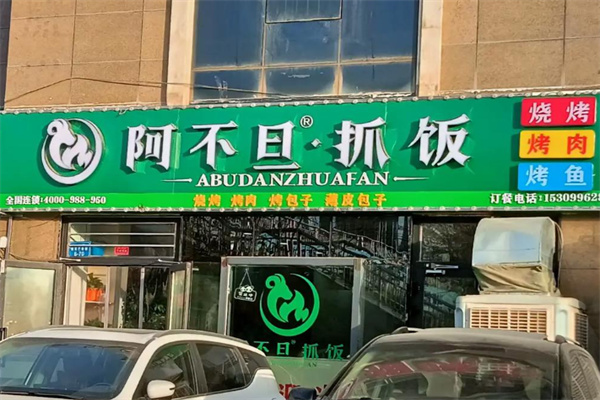 阿不旦®·抓饭
ABUDANZHUAFAN
烧烤 烤肉 烤包子 薄皮包子
全国连锁:4000-988-950
订餐电话:15309962
烧烤
烤肉
烤鱼
阿不旦®抓饭